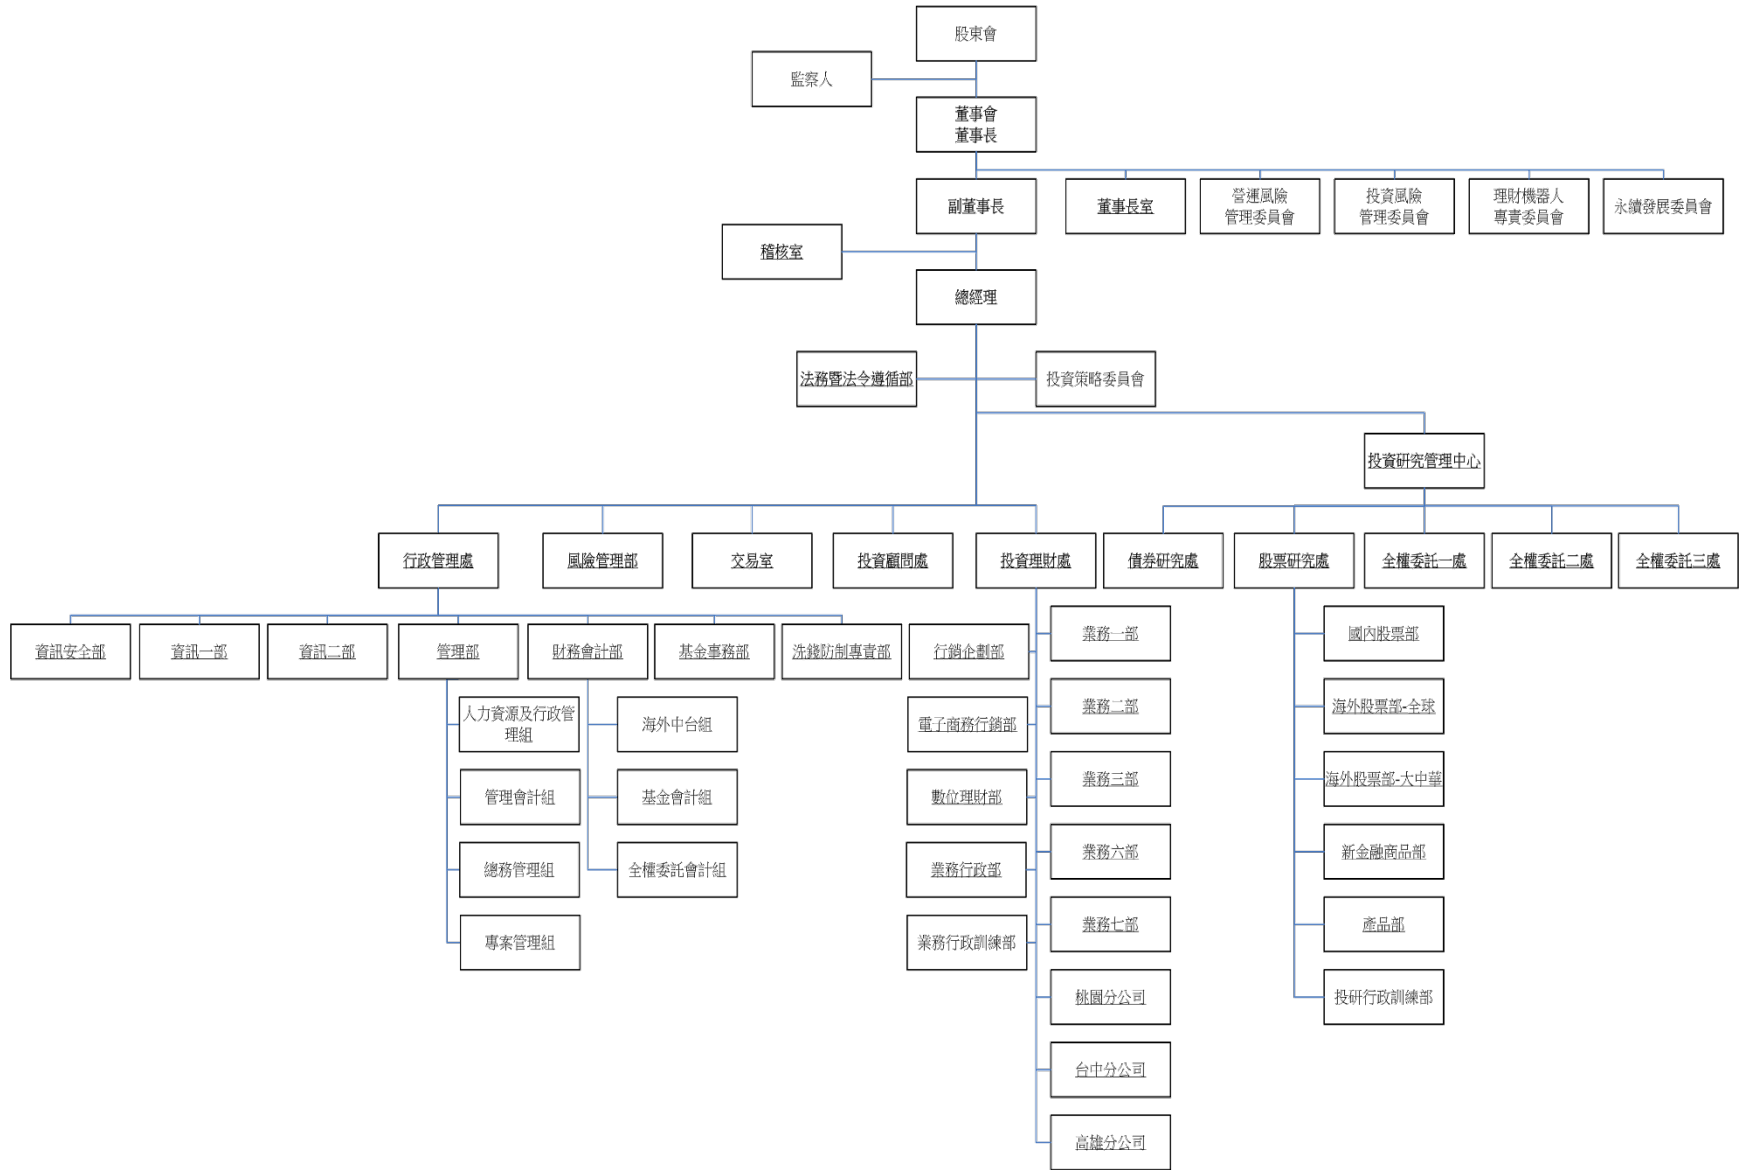 股東會
監察人
董事會
董事長
副董事長
董事長室
營運風險
管理委員會
投資風險
管理委員會
理財機器人
專責委員會
永續發展委員會
稽核室
總經理
法務暨法令遵循部
投資策略委員會
投資研究管理中心
行政管理處
風險管理部
交易室
投資顧問處
投資理財處
債券研究處
股票研究處
全權委託一處
全權委託二處
全權委託三處
資訊安全部
資訊一部
資訊二部
管理部
財務會計部
基金事務部
洗錢防制專責部
行銷企劃部
業務一部
國內股票部
人力資源及行政管
理組
海外中台組
電子商務行銷部
業務二部
海外股票部-全球
管理會計組
基金會計組
數位理財部
業務三部
海外股票部-大中華
總務管理組
全權委託會計組
業務行政部
業務六部
新金融商品部
專案管理組
業務行政訓練部
業務七部
產品部
桃園分公司
投研行政訓練部
台中分公司
高雄分公司